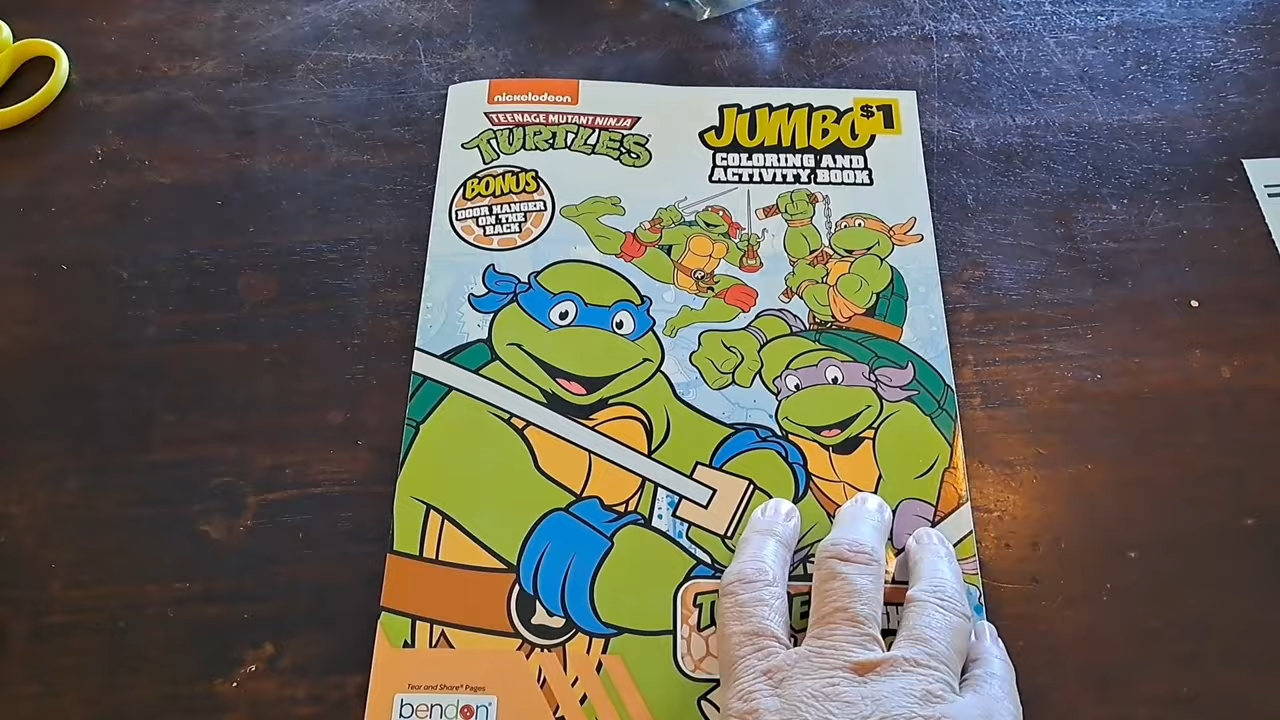 nickelodeon
TEENAGE MUTANT NINJA
TURTLES
JUMBO
$1
COLORING AND
ACTIVITY BOOK
BONUS
DOOR HANGER
ON THE
BACK
Tear and Share® Pages
bendon®